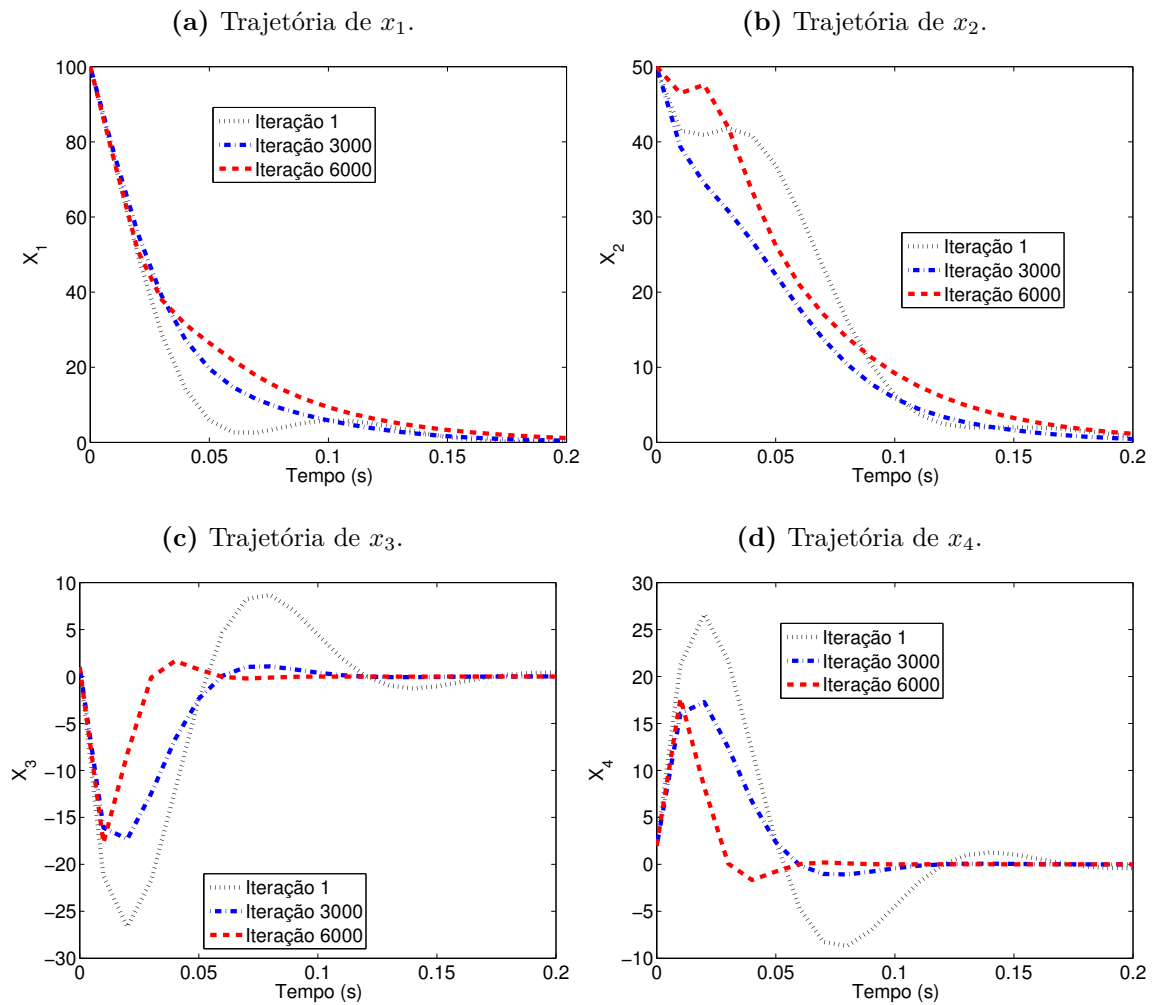 (a) Trajetória de x1.
100
80
60
40
20
0
X1
0
0.05
0.1
0.15
0.2
Tempo (s)
Iteração 1
Iteração 3000
Iteração 6000
(b) Trajetória de x2.
50
40
30
20
10
0
X2
0
0.05
0.1
0.15
0.2
Tempo (s)
Iteração 1
Iteração 3000
Iteração 6000
(c) Trajetória de x3.
10
5
0
−5
−10
−15
−20
−25
−30
X3
0
0.05
0.1
0.15
0.2
Tempo (s)
Iteração 1
Iteração 3000
Iteração 6000
(d) Trajetória de x4.
30
25
20
15
10
5
0
−5
−10
X4
0
0.05
0.1
0.15
0.2
Tempo (s)
Iteração 1
Iteração 3000
Iteração 6000